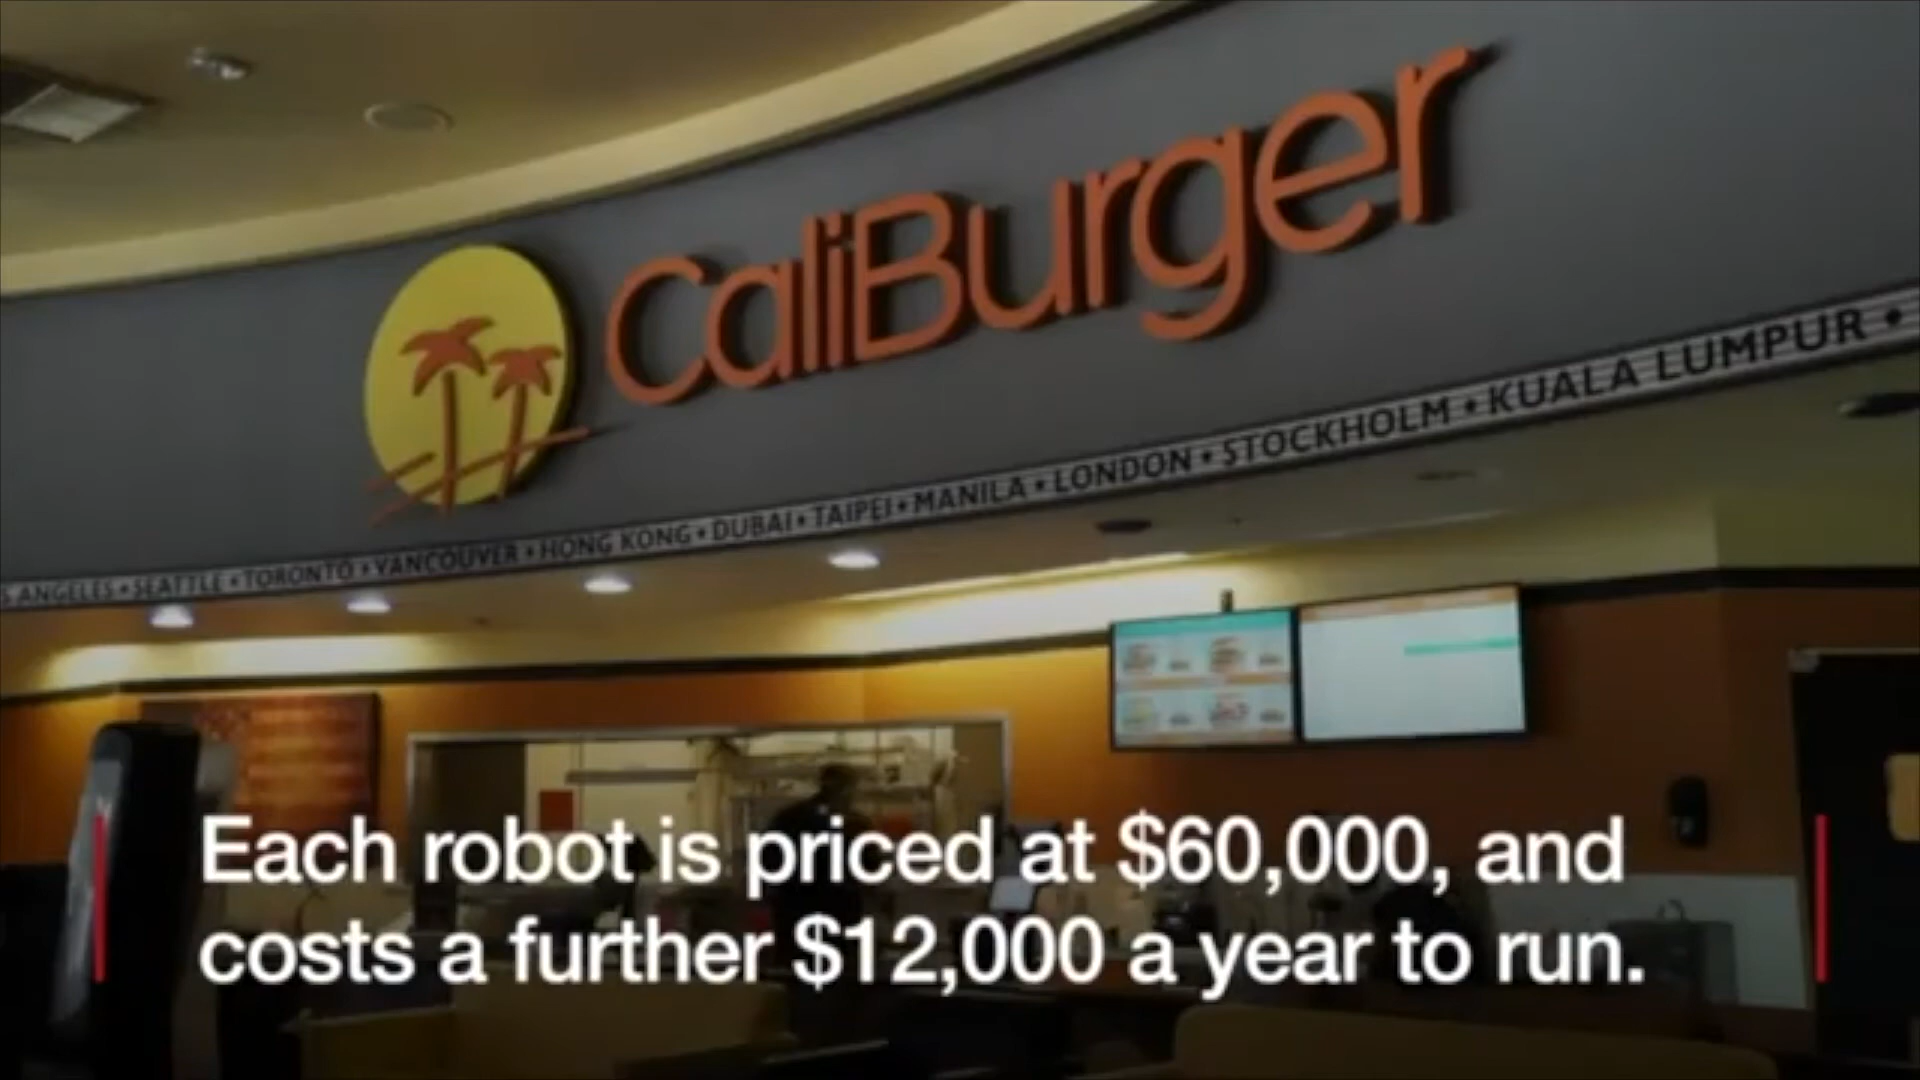 CaliBurger
S ANGELES • SEATTLE • TORONTO • VANCOUVER • HONG KONG • DUBAI • TAIPEI • MANILA • LONDON • STOCKHOLM • KUALA LUMPUR •
Each robot is priced at $60,000, and
costs a further $12,000 a year to run.